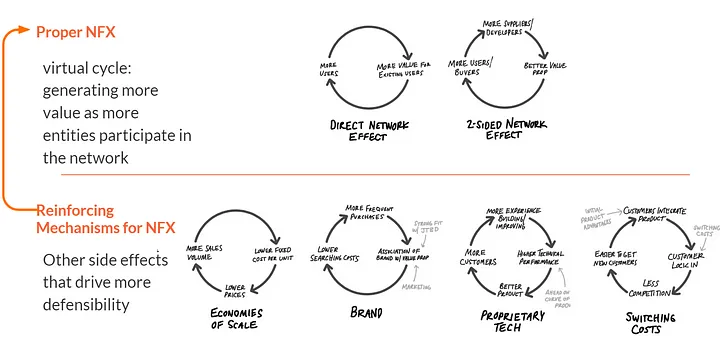 Proper NFX
virtual cycle:
generating more
value as more
entities participate in
the network
MORE
USERS
MORE VALUE FOR
EXISTING USERS
DIRECT NETWORK
EFFECT
MORE SUPPLIERS/
DEVELOPERS
MORE USERS/
BUYERS
BETTER VALUE
PROP
2-SIDED NETWORK
EFFECT
Reinforcing
Mechanisms for NFX
Other side effects
that drive more
defensibility
MORE SALES
VOLUME
LOWER FIXED
COST PER UNIT
LOWER
PRICES
ECONOMIES
OF SCALE
MORE FREQUENT
PURCHASES
STRONG FIT
W/ JTBD
LOWER
SEARCHING COSTS
ASSOCIATION OF
BRAND W/ VALUE PROP
MARKETING
BRAND
MORE EXPERIENCE
BUILDING/
IMPROVING
MORE
CUSTOMERS
HIGHER TECHNICAL
PERFORMANCE
BETTER
PRODUCT
AHEAD ON
CURVE OF
PROPRIETARY
TECH
INITIAL
PRODUCT
ADVANTAGES
CUSTOMERS INTEGRATE
PRODUCT
SWITCHING
COSTS
EASIER TO GET
NEW CUSTOMERS
CUSTOMER
LOCK IN
LESS
COMPETITION
SWITCHING
COSTS